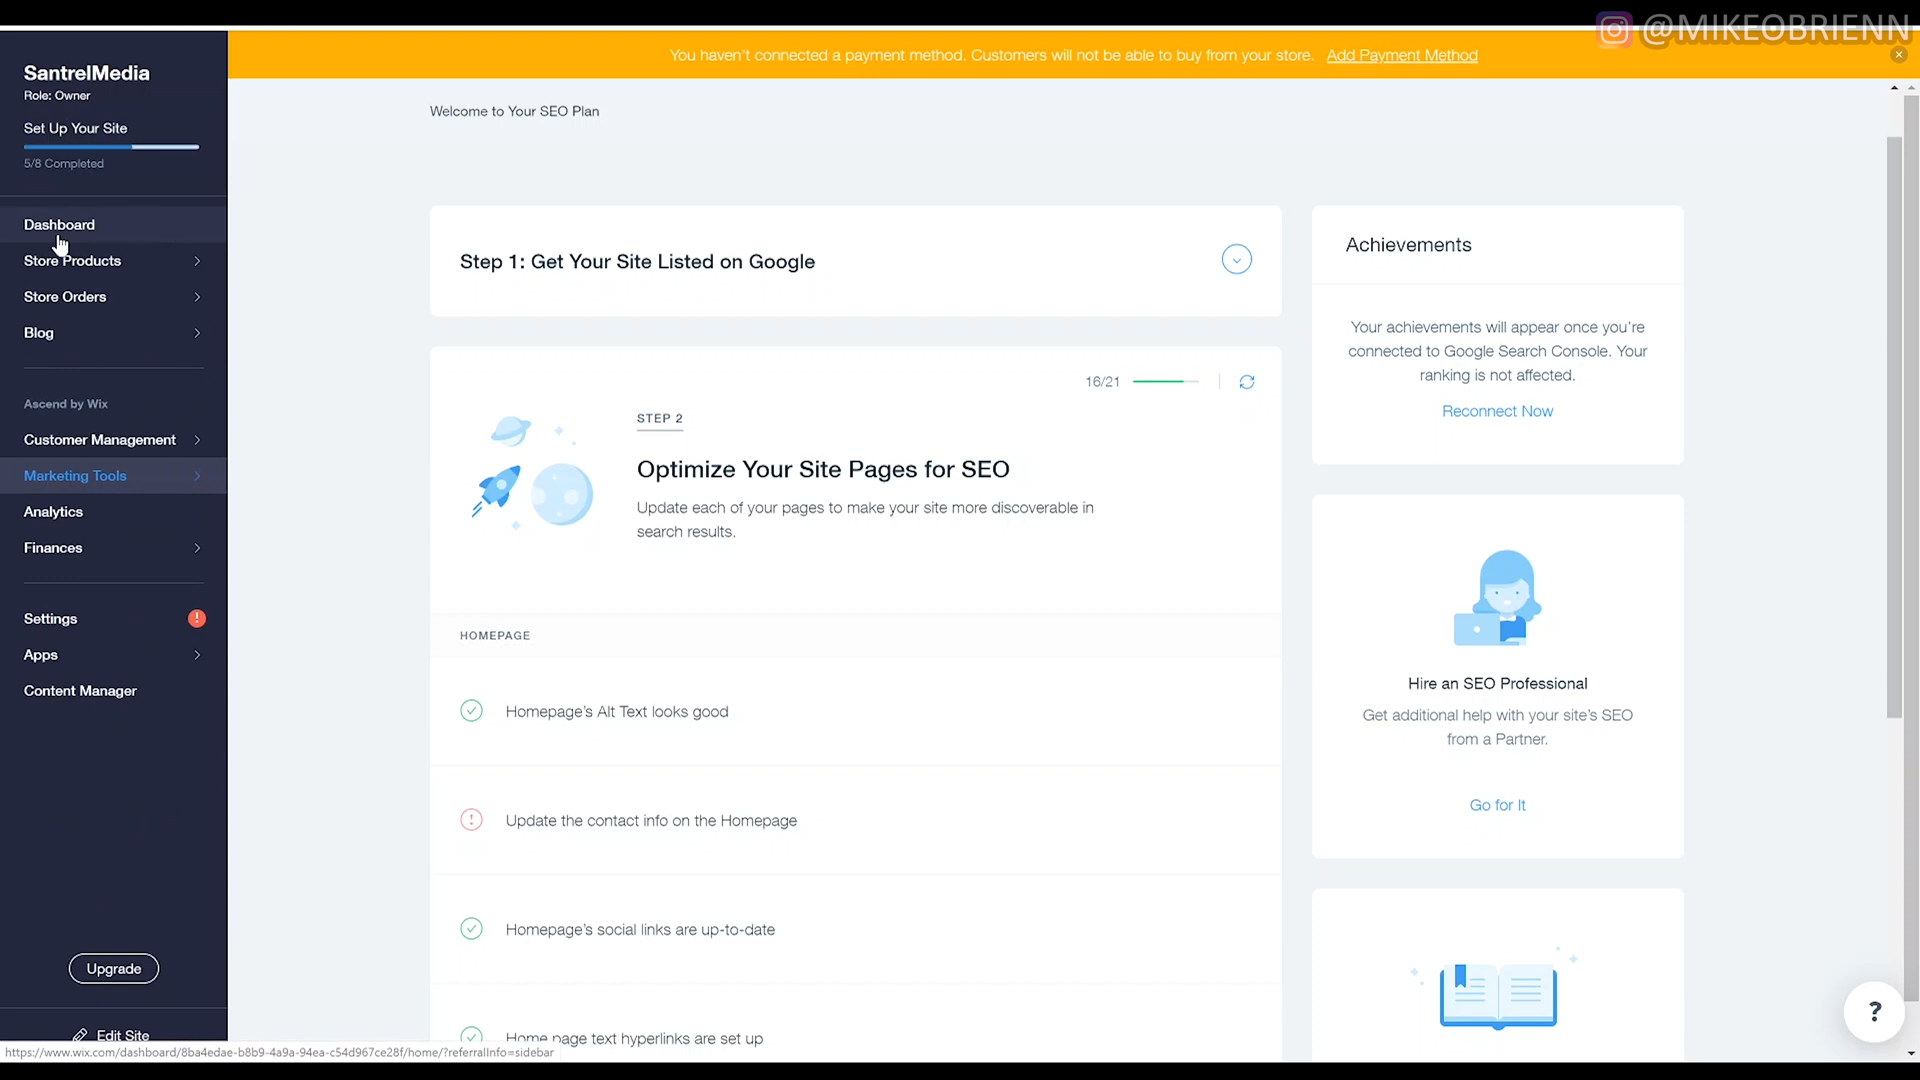 @MIKEOBRIENN
You haven't connected a payment method. Customers will not be able to buy from your store. Add Payment Method
SantrelMedia
Role: Owner
Set Up Your Site
5/8 Completed
Dashboard
Store Products
Store Orders
Blog
Ascend by Wix
Customer Management
Marketing Tools
Analytics
Finances
Settings
!
Apps
Content Manager
Upgrade
Edit Site
Welcome to Your SEO Plan
Step 1: Get Your Site Listed on Google
16/21
STEP 2
Optimize Your Site Pages for SEO
Update each of your pages to make your site more discoverable in
search results.
HOMEPAGE
Homepage's Alt Text looks good
!
Update the contact info on the Homepage
Homepage's social links are up-to-date
Home page text hyperlinks are set up
Achievements
Your achievements will appear once you're
connected to Google Search Console. Your
ranking is not affected.
Reconnect Now
Hire an SEO Professional
Get additional help with your site's SEO
from a Partner.
Go for It
?
https://www.wix.com/dashboard/8ba4edae-b8b9-4a9a-94ea-c54d967ce28f/home/?referralInfo=sidebar